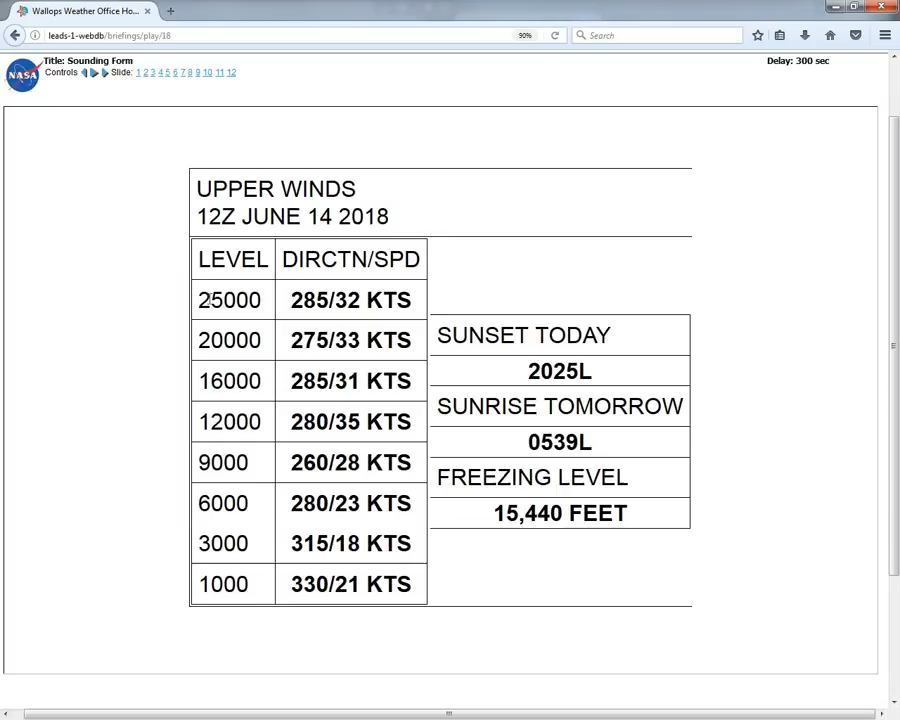 Wallops Weather Office Ho...
leads-1-webdb/briefings/play/18
90%
Search
NASA
Title: Sounding Form
Delay: 300 sec
Controls Slide: 1 2 3 4 5 6 7 8 9 10 11 12
UPPER WINDS
12Z JUNE 14 2018
LEVEL DIRCTN/SPD
25000 285/32 KTS
20000 275/33 KTS
16000 285/31 KTS
12000 280/35 KTS
9000 260/28 KTS
6000 280/23 KTS
3000 315/18 KTS
1000 330/21 KTS
SUNSET TODAY
2025L
SUNRISE TOMORROW
0539L
FREEZING LEVEL
15,440 FEET